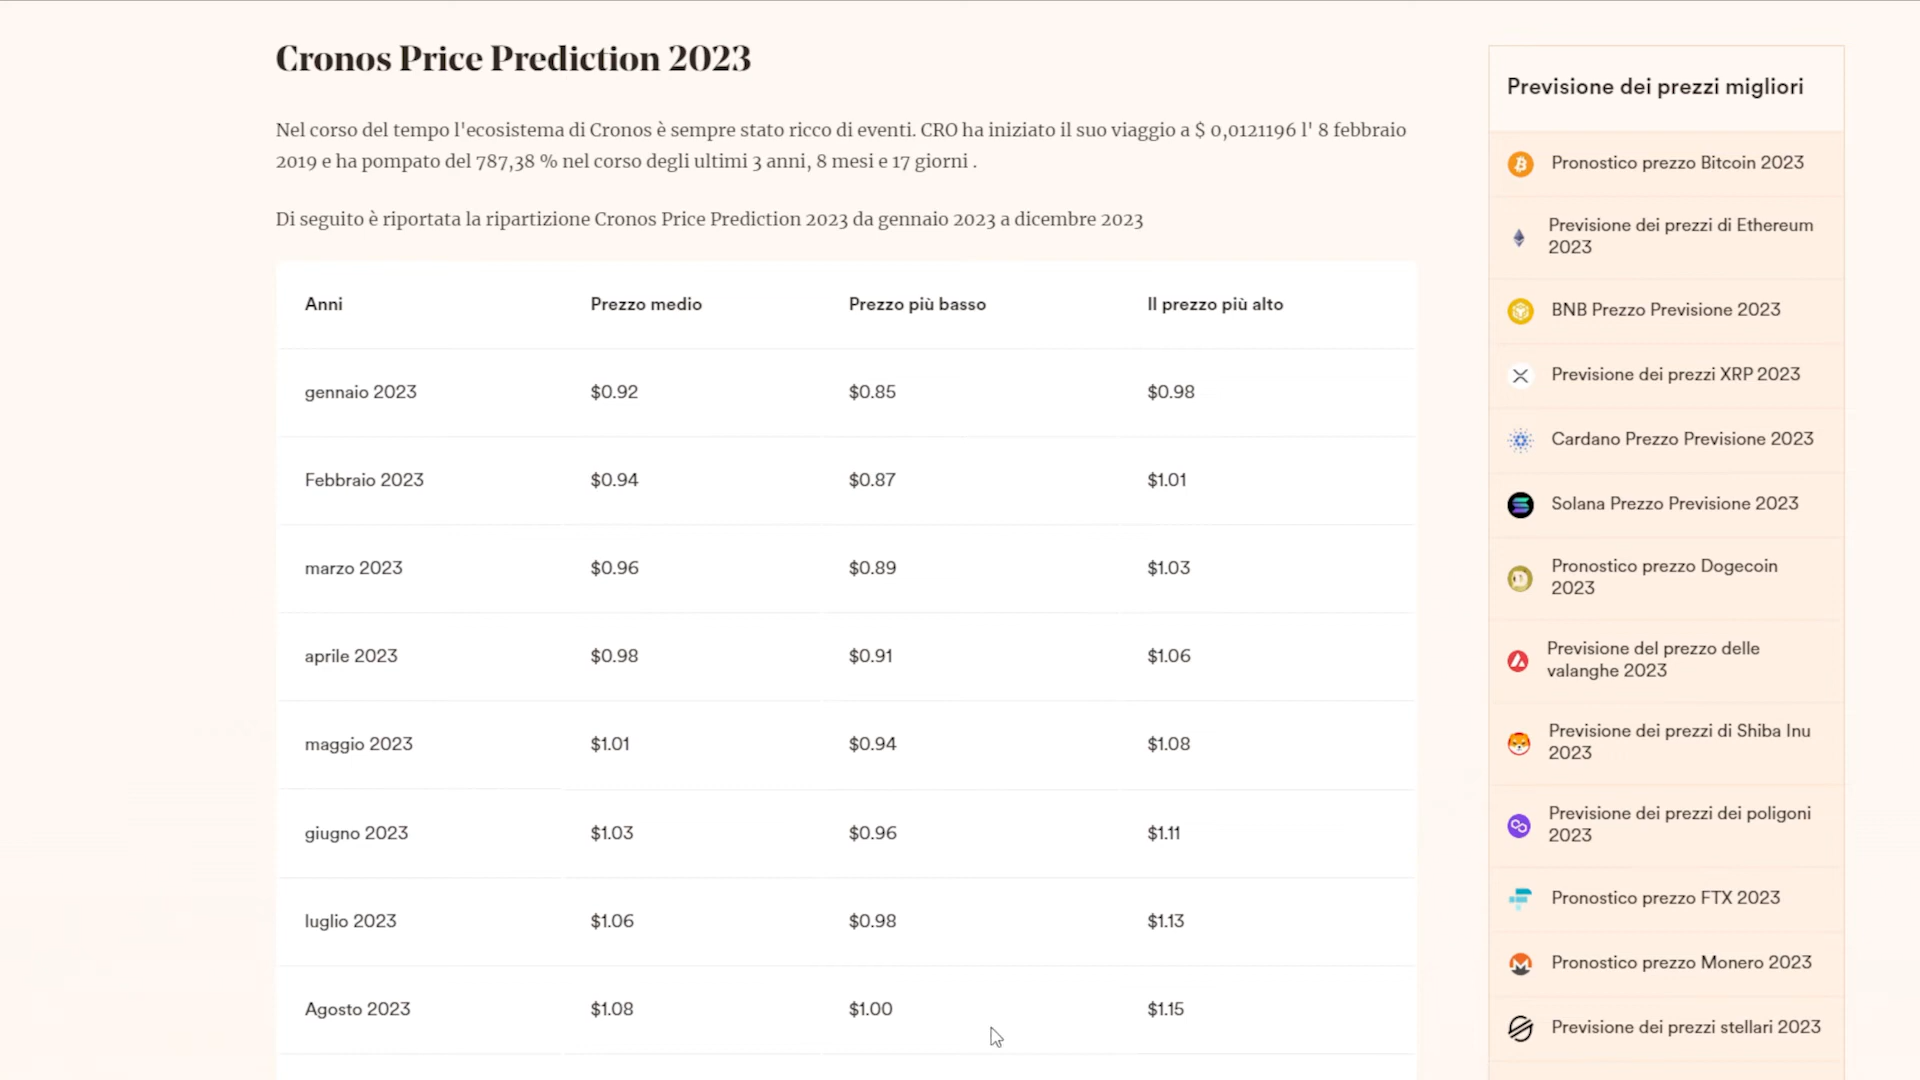 Cronos Price Prediction 2023
Nel corso del tempo l'ecosistema di Cronos è sempre stato ricco di eventi. CRO ha iniziato il suo viaggio a $ 0,0121196 l' 8 febbraio
2019 e ha pompato del 787,38 % nel corso degli ultimi 3 anni, 8 mesi e 17 giorni .
Di seguito è riportata la ripartizione Cronos Price Prediction 2023 da gennaio 2023 a dicembre 2023
Anni Prezzo medio Prezzo più basso Il prezzo più alto
gennaio 2023 $0.92 $0.85 $0.98
Febbraio 2023 $0.94 $0.87 $1.01
marzo 2023 $0.96 $0.89 $1.03
aprile 2023 $0.98 $0.91 $1.06
maggio 2023 $1.01 $0.94 $1.08
giugno 2023 $1.03 $0.96 $1.11
luglio 2023 $1.06 $0.98 $1.13
Agosto 2023 $1.08 $1.00 $1.15
Previsione dei prezzi migliori
Pronostico prezzo Bitcoin 2023
Previsione dei prezzi di Ethereum
2023
BNB Prezzo Previsione 2023
Previsione dei prezzi XRP 2023
Cardano Prezzo Previsione 2023
Solana Prezzo Previsione 2023
Pronostico prezzo Dogecoin
2023
Previsione del prezzo delle
valanghe 2023
Previsione dei prezzi di Shiba Inu
2023
Previsione dei prezzi dei poligoni
2023
Pronostico prezzo FTX 2023
Pronostico prezzo Monero 2023
Previsione dei prezzi stellari 2023